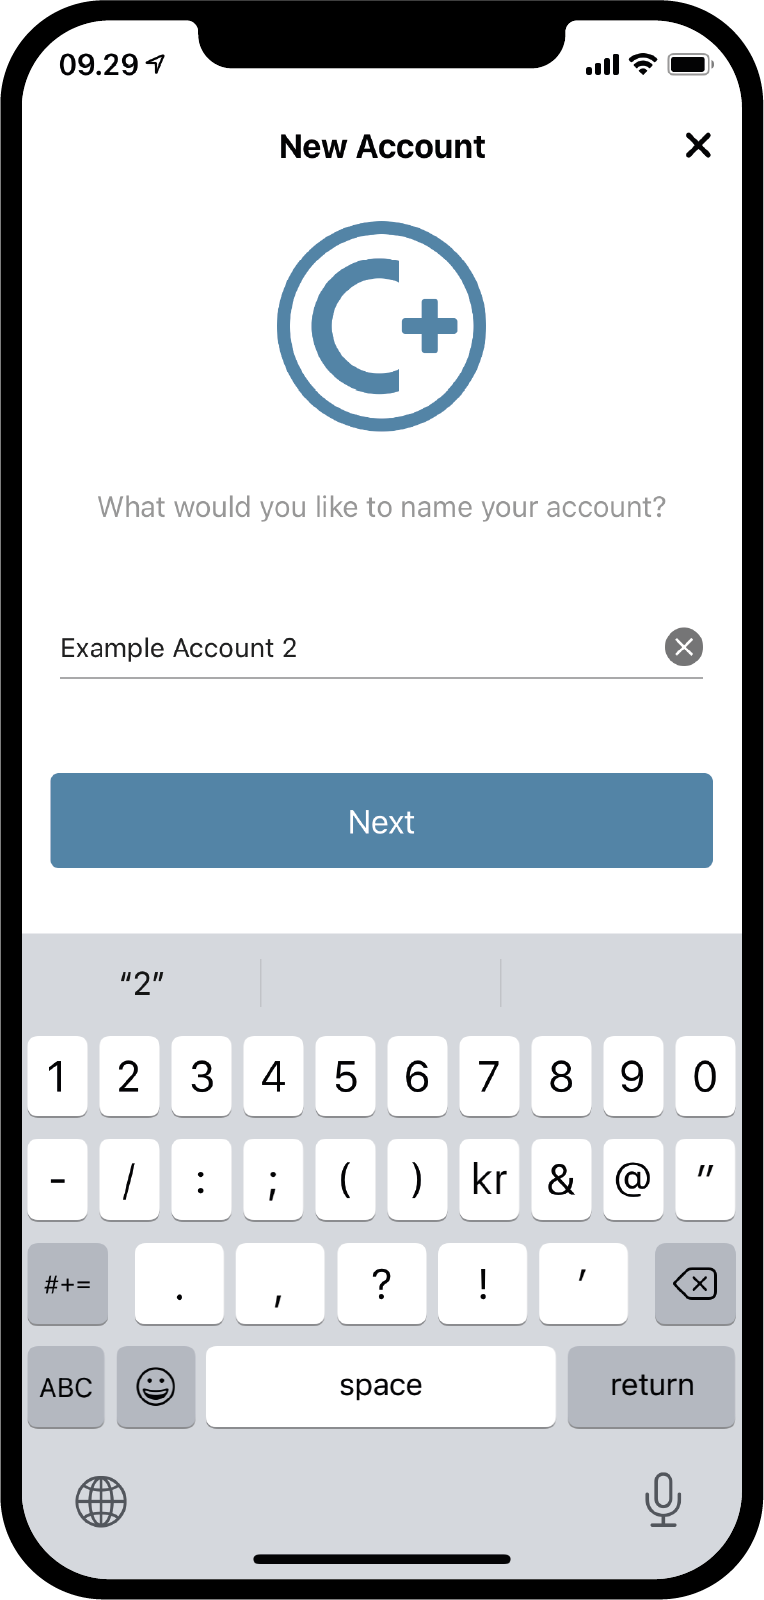 09.29
New Account
C+
What would you like to name your account?
Example Account 2
Next
“2”
1 2 3 4 5 6 7 8 9 0
- / : ; ( ) kr & @ ”
#+= . , ? ! ’
ABC space return